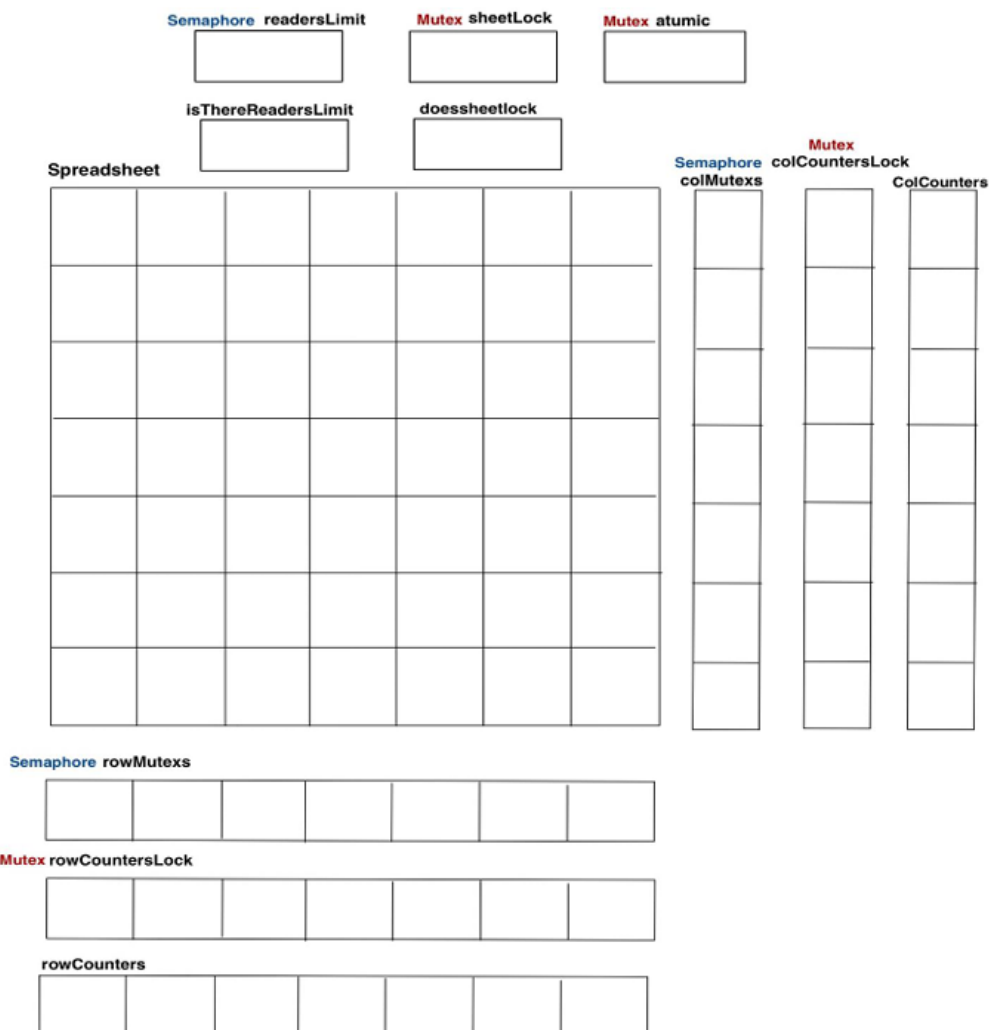 Semaphore readersLimit
Mutex sheetLock
Mutex atumic
isThereReadersLimit
doessheetlock
Spreadsheet
Semaphore
colMutexs
Mutex
colCountersLock
ColCounters
Semaphore rowMutexs
Mutex rowCountersLock
rowCounters